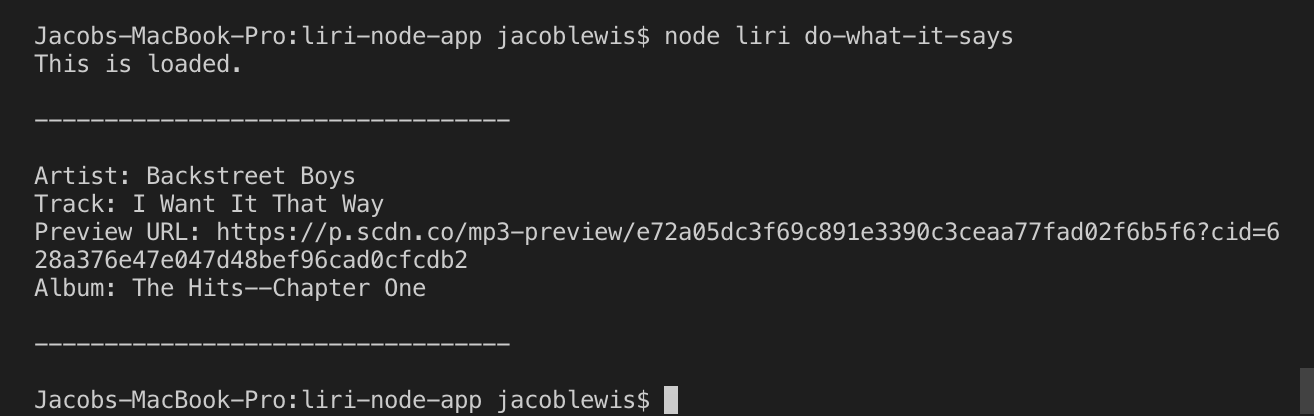 Jacobs-MacBook-Pro:liri-node-app jacoblewis$ node liri do-what-it-says
This is loaded.
----------------------------------
Artist: Backstreet Boys
Track: I Want It That Way
Preview URL: https://p.scdn.co/mp3-preview/e72a05dc3f69c891e3390c3ceaa77fad02f6b5f6?cid=6
28a376e47e047d48bef96cad0cfcdb2
Album: The Hits--Chapter One
----------------------------------
Jacobs-MacBook-Pro:liri-node-app jacoblewis$